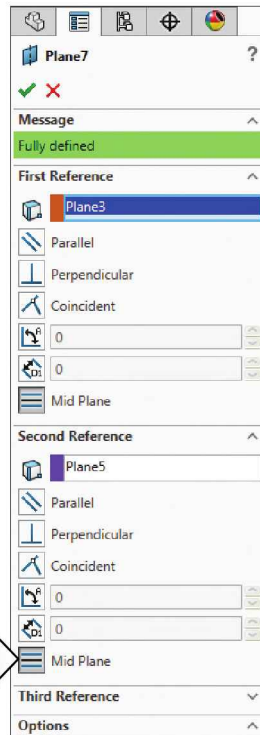 Plane7
?
Message
Fully defined
First Reference
Plane3
Parallel
Perpendicular
Coincident
0
0
Mid Plane
Second Reference
Plane5
Parallel
Perpendicular
Coincident
0
0
Mid Plane
Third Reference
Options